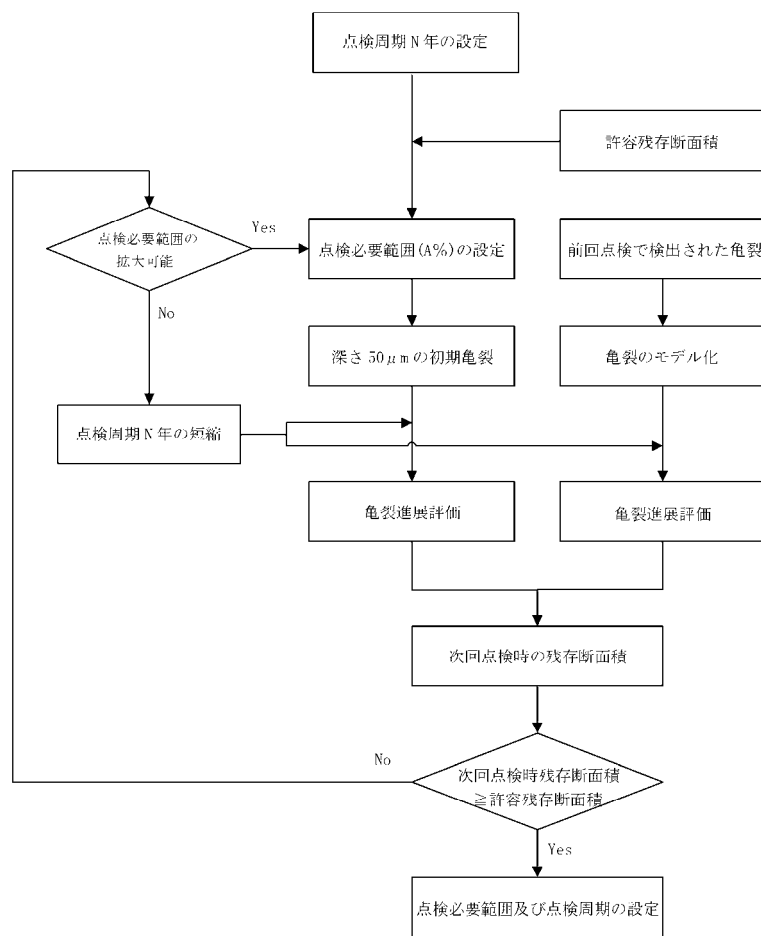 点検周期N年の設定
許容残存断面積
点検必要範囲の
拡大可能
Yes
点検必要範囲(A%)の設定
前回点検で検出された亀裂
No
深さ50μmの初期亀裂
亀裂のモデル化
点検周期N年の短縮
亀裂進展評価
亀裂進展評価
次回点検時の残存断面積
No
次回点検時残存断面積
≧許容残存断面積
Yes
点検必要範囲及び点検周期の設定